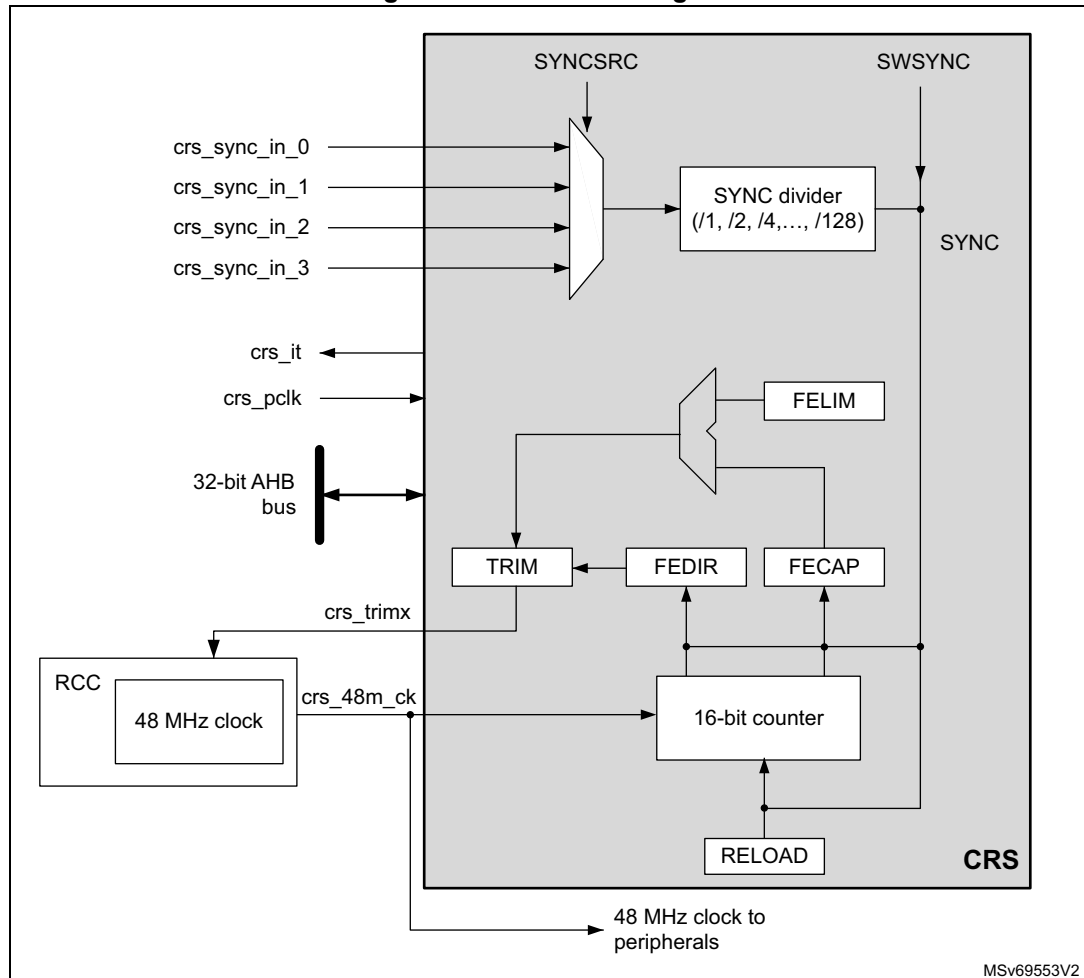 SYNCSRC
SWSYNC
crs_sync_in_0
crs_sync_in_1
crs_sync_in_2
crs_sync_in_3
SYNC divider
(/1, /2, /4,…, /128)
SYNC
crs_it
crs_pclk
FELIM
32-bit AHB
bus
TRIM
FEDIR
FECAP
crs_trimx
RCC
48 MHz clock
crs_48m_ck
16-bit counter
RELOAD
CRS
48 MHz clock to
peripherals
MSv69553V2